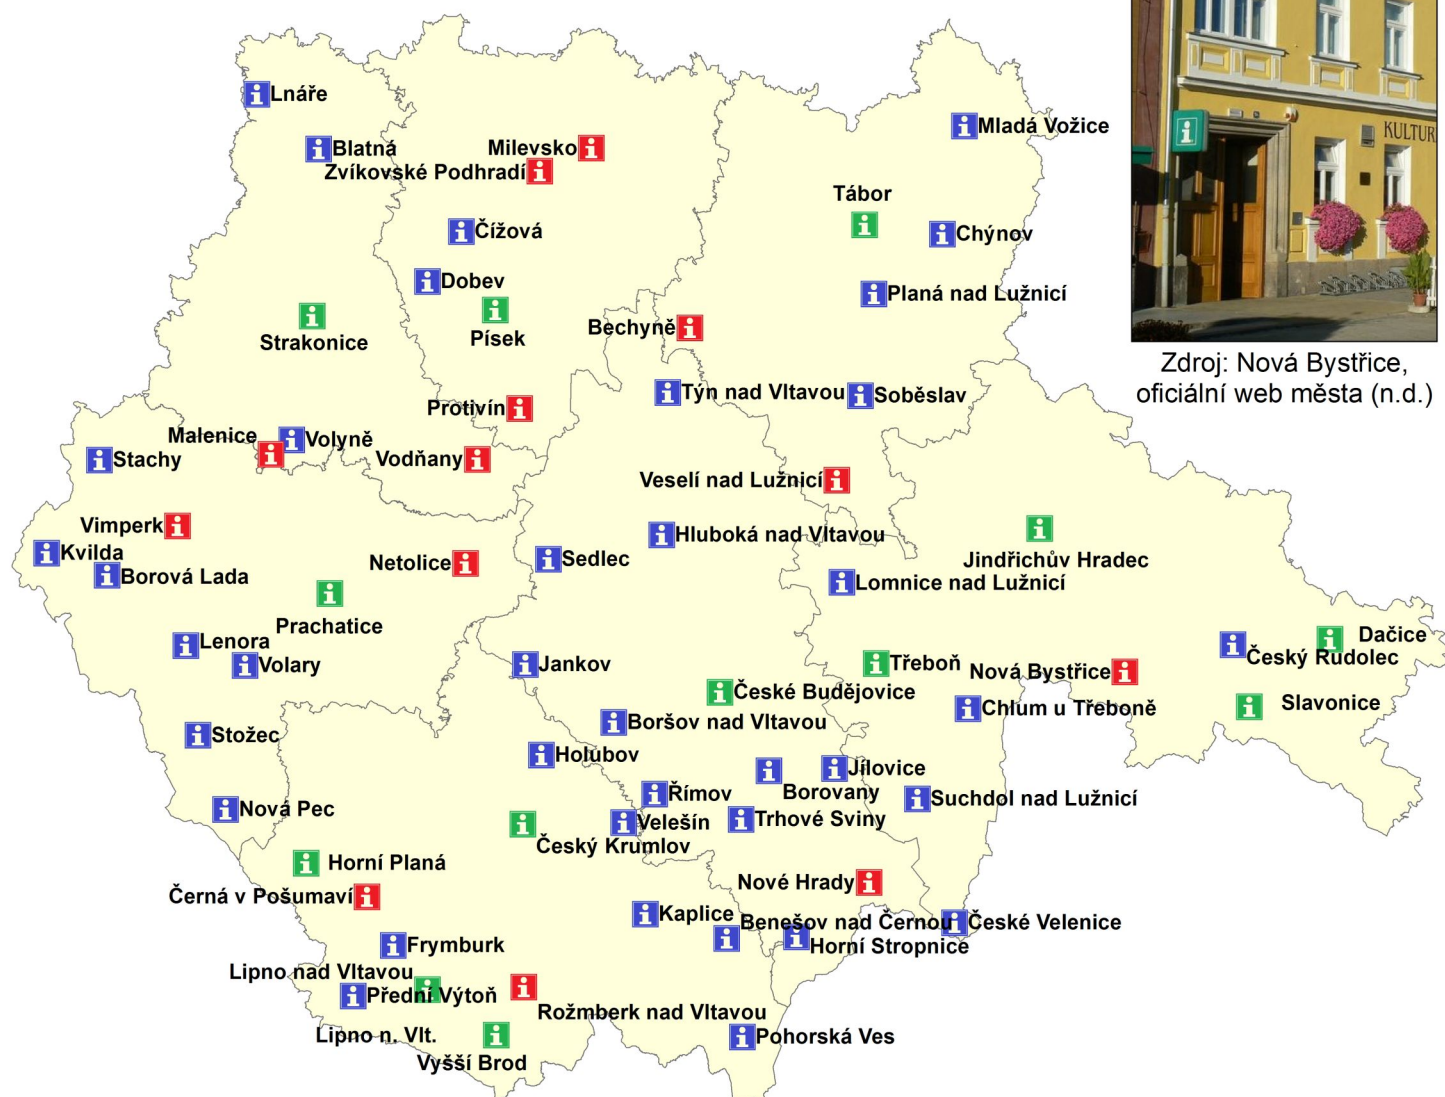 Lnáře
Mladá Vožice
KULTUR
Blatná
Milevsko
Zvíkovské Podhradí
Tábor
Čížová
Chýnov
Dobev
Planá nad Lužnicí
Strakonice
Písek
Bechyně
Zdroj: Nová Bystřice,
oficiální web města (n.d.)
Týn nad Vltavou
Soběslav
Protivín
Malenice
Volyně
Stachy
Vodňany
Veselí nad Lužnicí
Vimperk
Hluboká nad Vltavou
Kvilda
Jindřichův Hradec
Netolice
Sedlec
Borová Lada
Lomnice nad Lužnicí
Prachatice
Dačice
Lenora
Český Rudolec
Volary
Jankov
Třeboň
Nová Bystřice
České Budějovice
Chlum u Třeboně
Slavonice
Boršov nad Vltavou
Stožec
Holubov
Jílovice
Borovany
Římov
Suchdol nad Lužnicí
Nová Pec
Velešín
Trhové Sviny
Český Krumlov
Horní Planá
Nové Hrady
Černá v Pošumaví
Kaplice
Benešov nad Černou
České Velenice
Frymburk
Horní Stropnice
Lipno nad Vltavou
Přední Výtoň
Rožmberk nad Vltavou
Lipno n. Vlt.
Pohorská Ves
Vyšší Brod